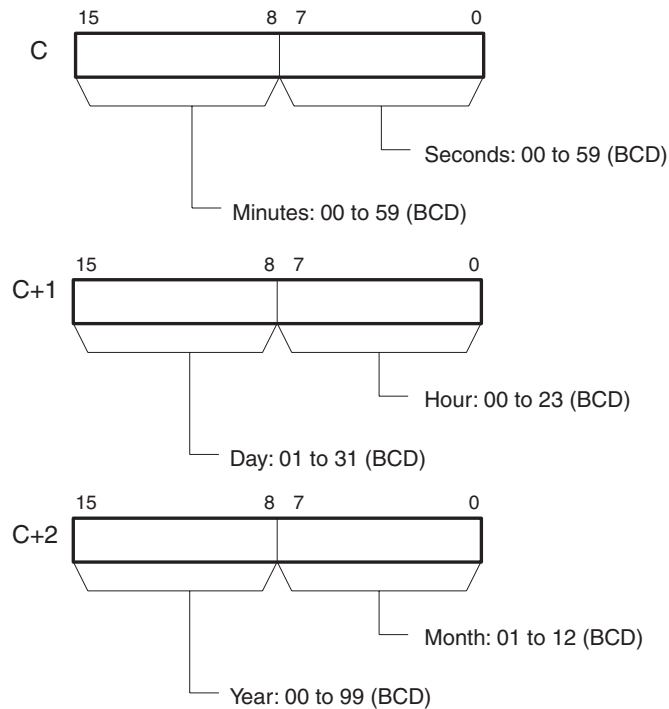 15 8 7 0
C
Seconds: 00 to 59 (BCD)
Minutes: 00 to 59 (BCD)
15 8 7 0
C+1
Hour: 00 to 23 (BCD)
Day: 01 to 31 (BCD)
15 8 7 0
C+2
Month: 01 to 12 (BCD)
Year: 00 to 99 (BCD)